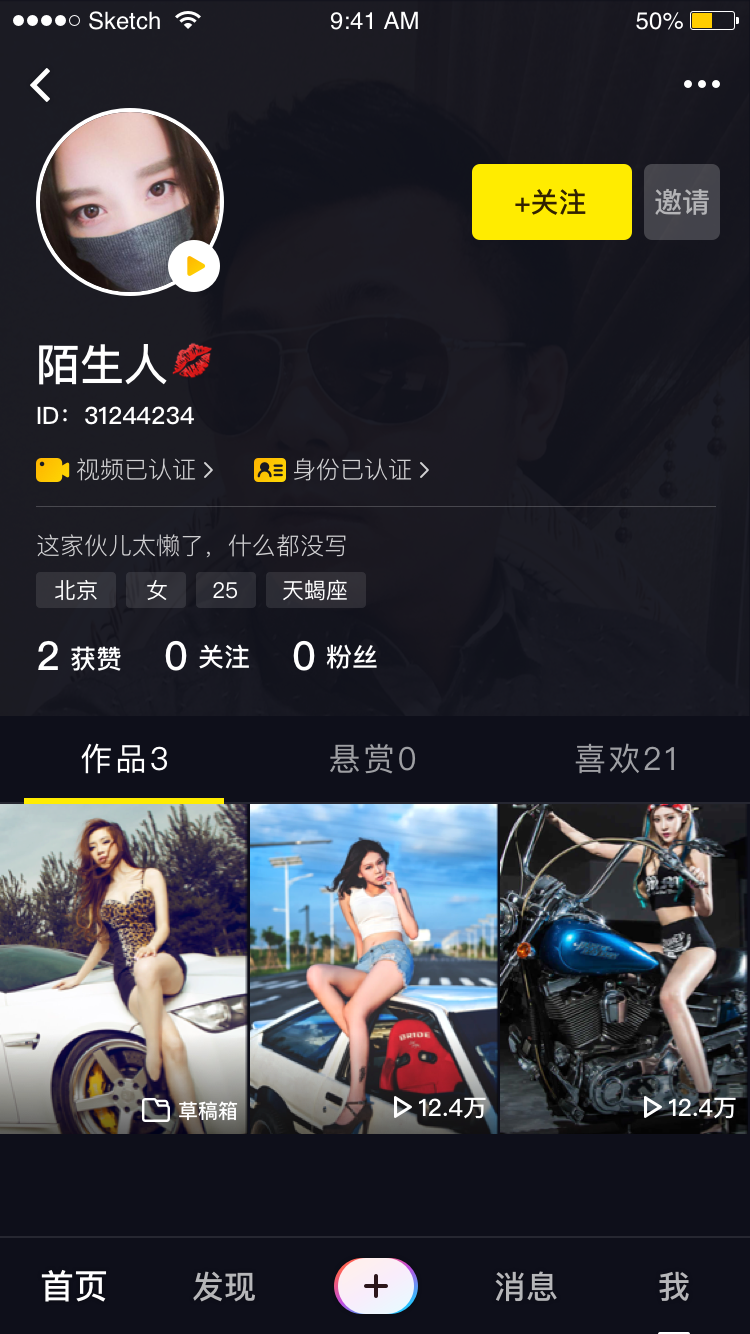 Sketch 9:41 AM 50%
+关注 邀请
陌生人💋
ID：31244234
视频已认证 身份已认证
这家伙儿太懒了，什么都没写
北京 女 25 天蝎座
2 获赞 0 关注 0 粉丝
作品3 悬赏0 喜欢21
BRIDE
草稿箱 12.4万 12.4万
首页 发现 + 消息 我